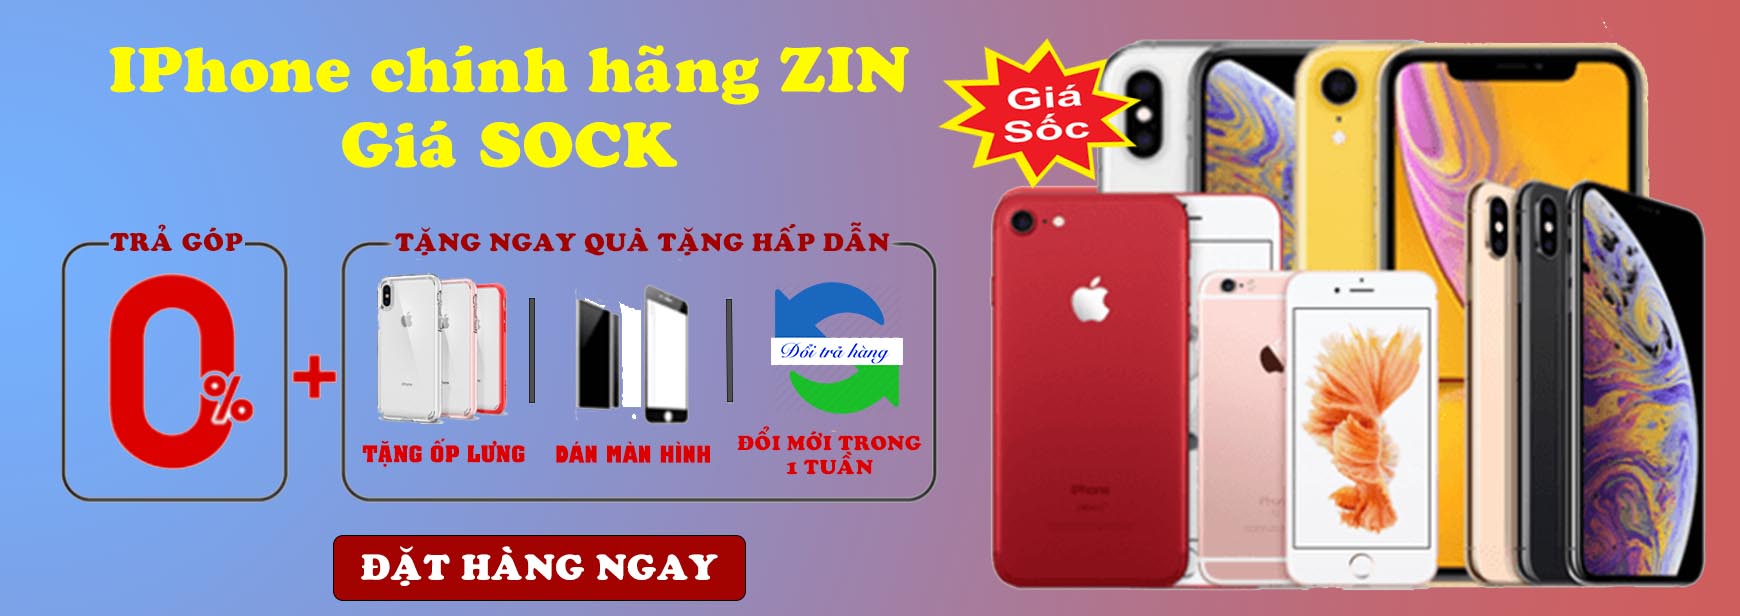 IPhone chính hãng ZIN
Giá SOCK
Giá
Sốc
TRẢ GÓP
0%
+
TẶNG NGAY QUÀ TẶNG HẤP DẪN
Đổi trả hàng
TẶNG ỐP LƯNG
DÁN MÀN HÌNH
ĐỔI MỚI TRONG
1 TUẦN
ĐẶT HÀNG NGAY
iPhone